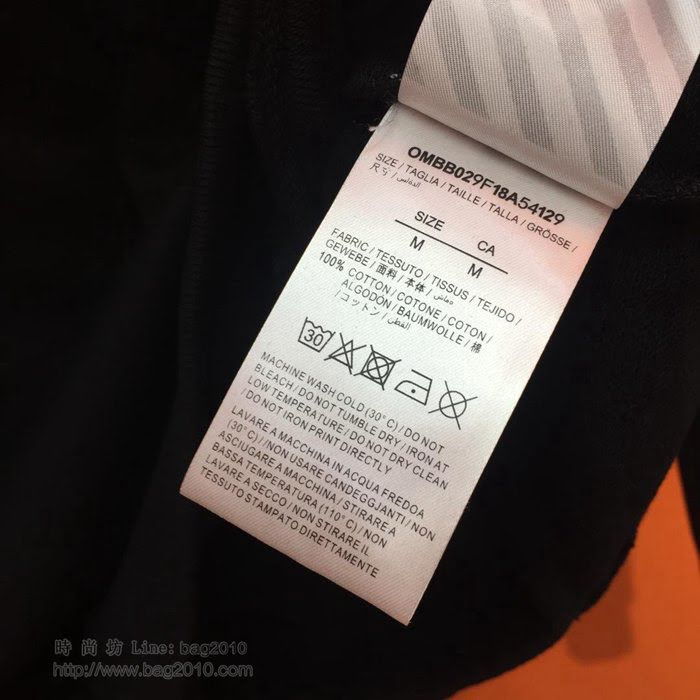 OMBB029F18A54129
SIZE / TAGLIA / TAILLE / TALLA / GRÖSSE /
尺寸 / المقاس /
SIZE CA
M M
FABRIC / TESSUTO / TISSUS / TEJIDO /
GEWEBE / 面料 / 本体 / قماش
100% COTTON / COTONE / COTON /
ALGODÓN / BAUMWOLLE / 棉
/ コットン / القطن
30
MACHINE WASH COLD (30°C) / DO NOT
BLEACH / DO NOT TUMBLE DRY / IRON AT
LOW TEMPERATURE / DO NOT DRY CLEAN
/ DO NOT IRON PRINT DIRECTLY
LAVARE A MACCHINA IN ACQUA FREDOA
(30°C) / NON USARE CANDEGGJANTI / NON
ASCIUGARE A MACCHINA / STIRARE A
BASSA TEMPERATURA (110°C) / NON
LAVARE A SECCO / NON STIRARE IL
TESSUTO STAMPATO DIRETTAMENTE
時尚坊 Line: bag2010
http://www.bag2010.com